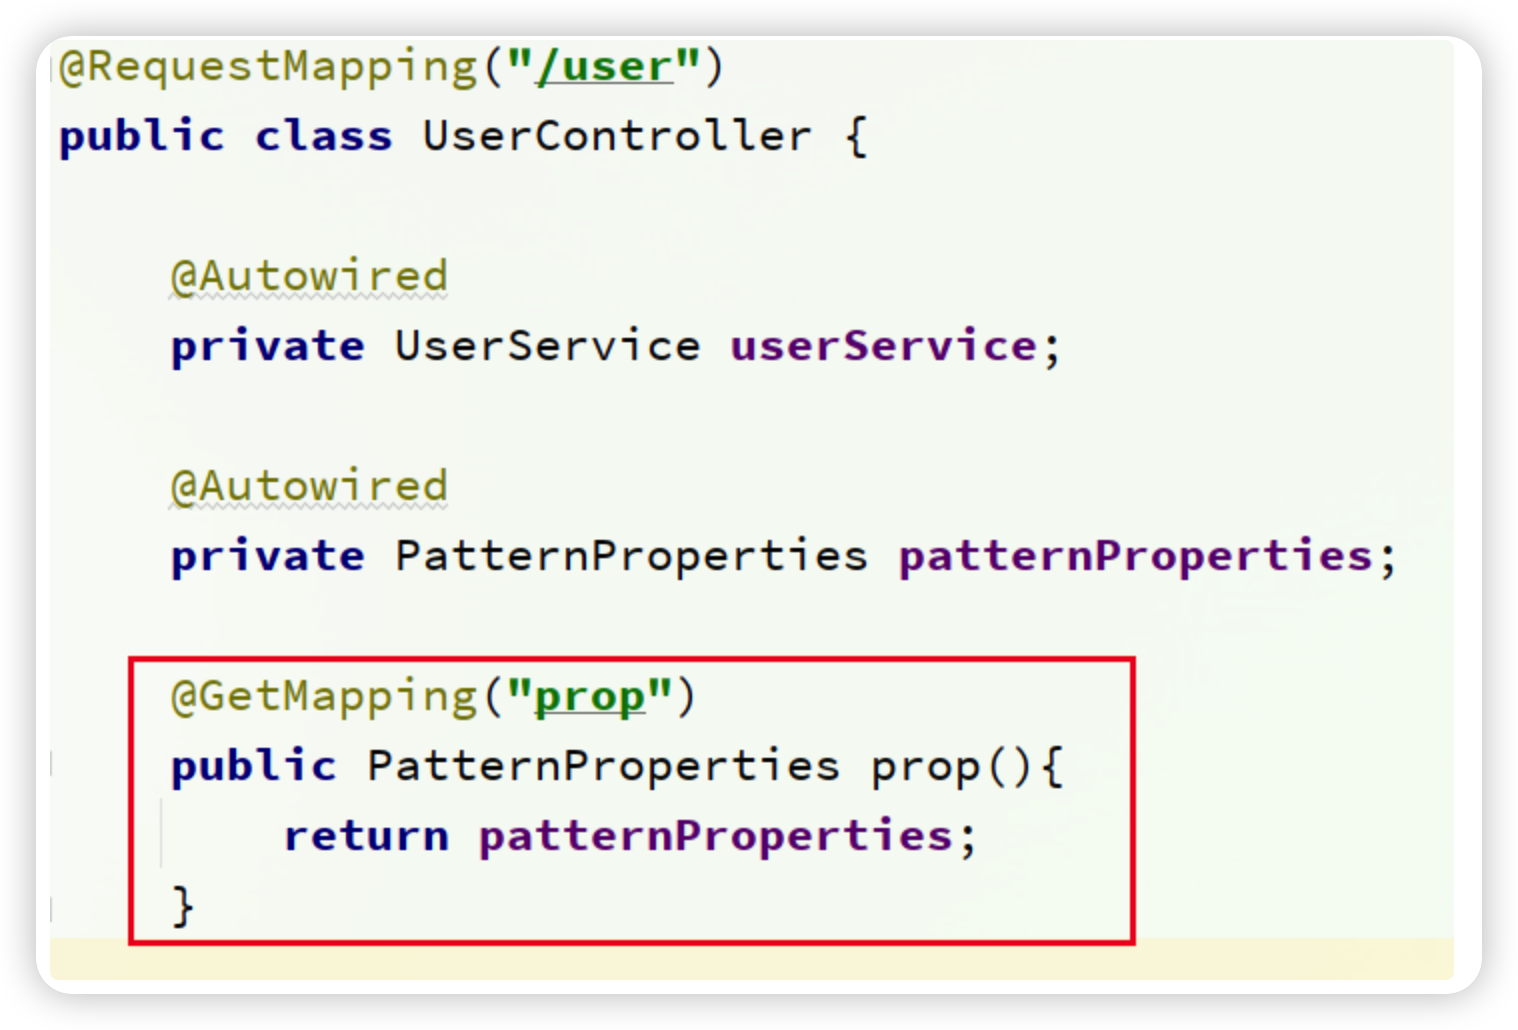 @RequestMapping("/user")
public class UserController {
@Autowired
private UserService userService;
@Autowired
private PatternProperties patternProperties;
@GetMapping("prop")
public PatternProperties prop(){
return patternProperties;
}